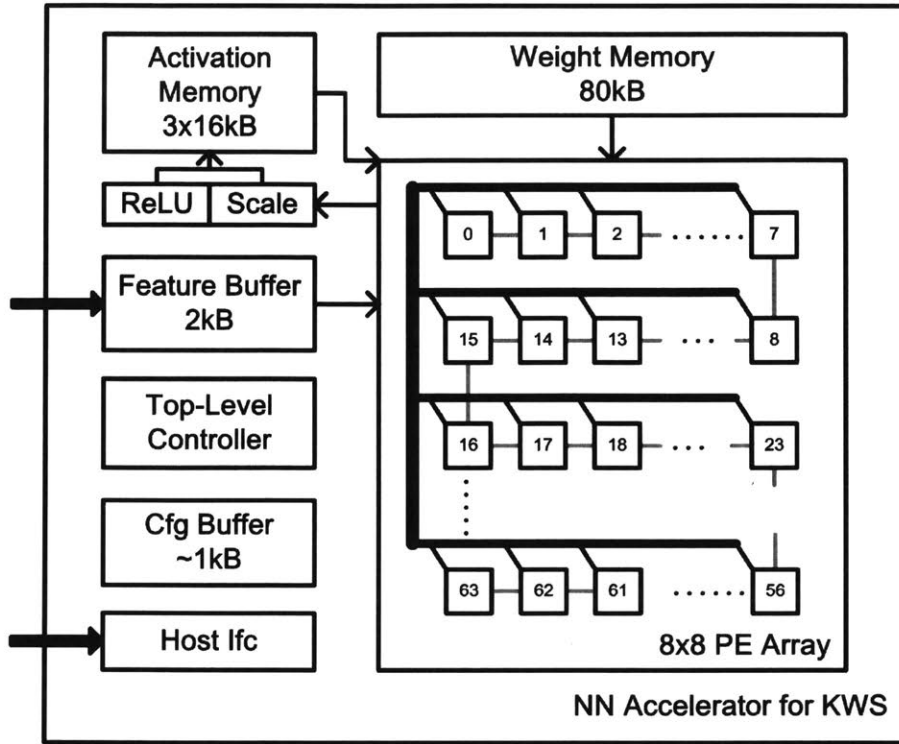 Activation
Memory
3x16kB
Weight Memory
80kB
ReLU Scale
0 1 2 ...... 7
Feature Buffer
2kB
15 14 13 ... 8
Top-Level
Controller
16 17 18 ... 23
Cfg Buffer
~1kB
63 62 61 ...... 56
Host Ifc
8x8 PE Array
NN Accelerator for KWS